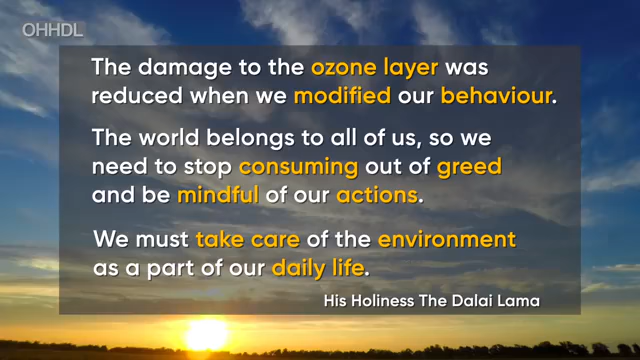 OHHDL
The damage to the ozone layer was
reduced when we modified our behaviour.
The world belongs to all of us, so we
need to stop consuming out of greed
and be mindful of our actions.
We must take care of the environment
as a part of our daily life.
His Holiness The Dalai Lama